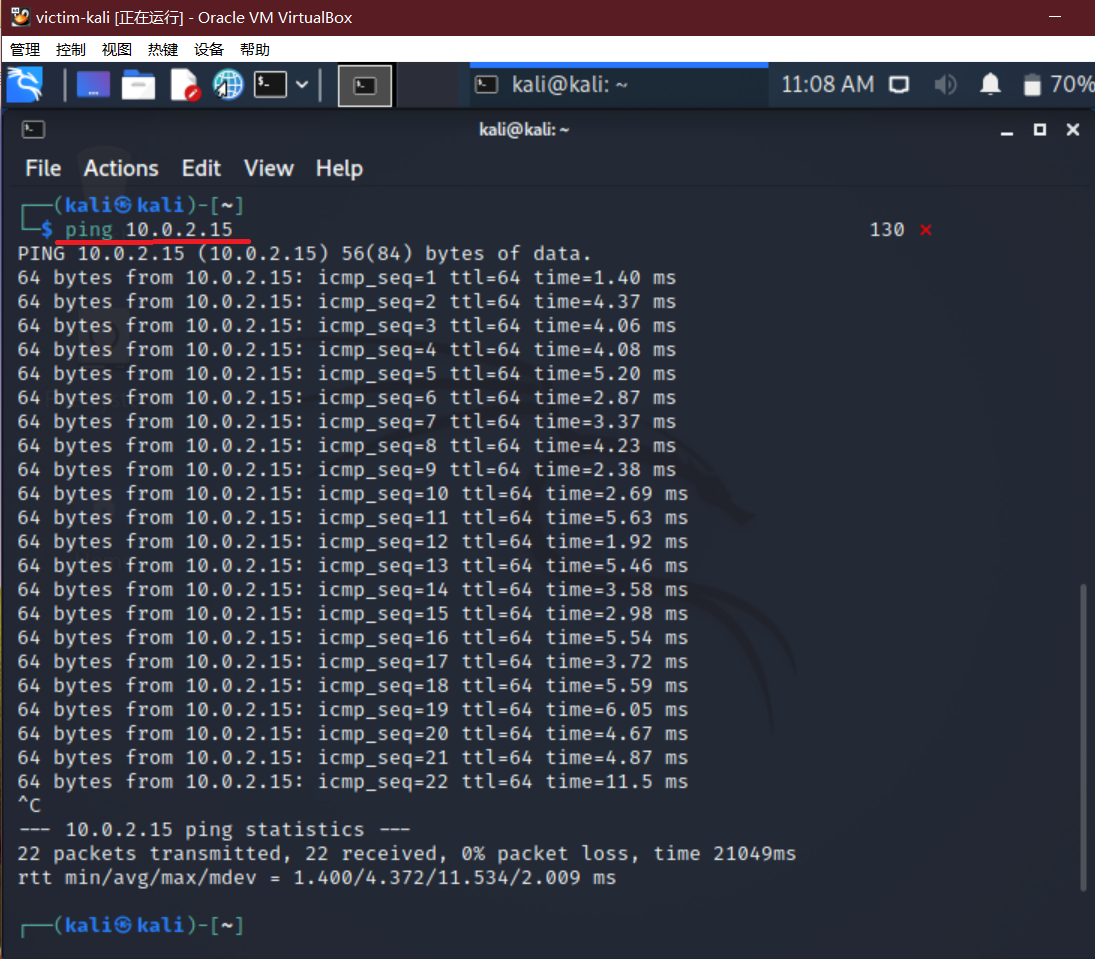 victim-kali [正在运行] - Oracle VM VirtualBox
管理 控制 视图 热键 设备 帮助
kali@kali: ~ 11:08 AM 70%
kali@kali: ~
File Actions Edit View Help
┌──(kali㉿kali)-[~]
└─$ ping 10.0.2.15 130 ⨯
PING 10.0.2.15 (10.0.2.15) 56(84) bytes of data.
64 bytes from 10.0.2.15: icmp_seq=1 ttl=64 time=1.40 ms
64 bytes from 10.0.2.15: icmp_seq=2 ttl=64 time=4.37 ms
64 bytes from 10.0.2.15: icmp_seq=3 ttl=64 time=4.06 ms
64 bytes from 10.0.2.15: icmp_seq=4 ttl=64 time=4.08 ms
64 bytes from 10.0.2.15: icmp_seq=5 ttl=64 time=5.20 ms
64 bytes from 10.0.2.15: icmp_seq=6 ttl=64 time=2.87 ms
64 bytes from 10.0.2.15: icmp_seq=7 ttl=64 time=3.37 ms
64 bytes from 10.0.2.15: icmp_seq=8 ttl=64 time=4.23 ms
64 bytes from 10.0.2.15: icmp_seq=9 ttl=64 time=2.38 ms
64 bytes from 10.0.2.15: icmp_seq=10 ttl=64 time=2.69 ms
64 bytes from 10.0.2.15: icmp_seq=11 ttl=64 time=5.63 ms
64 bytes from 10.0.2.15: icmp_seq=12 ttl=64 time=1.92 ms
64 bytes from 10.0.2.15: icmp_seq=13 ttl=64 time=5.46 ms
64 bytes from 10.0.2.15: icmp_seq=14 ttl=64 time=3.58 ms
64 bytes from 10.0.2.15: icmp_seq=15 ttl=64 time=2.98 ms
64 bytes from 10.0.2.15: icmp_seq=16 ttl=64 time=5.54 ms
64 bytes from 10.0.2.15: icmp_seq=17 ttl=64 time=3.72 ms
64 bytes from 10.0.2.15: icmp_seq=18 ttl=64 time=5.59 ms
64 bytes from 10.0.2.15: icmp_seq=19 ttl=64 time=6.05 ms
64 bytes from 10.0.2.15: icmp_seq=20 ttl=64 time=4.67 ms
64 bytes from 10.0.2.15: icmp_seq=21 ttl=64 time=4.87 ms
64 bytes from 10.0.2.15: icmp_seq=22 ttl=64 time=11.5 ms
^C
--- 10.0.2.15 ping statistics ---
22 packets transmitted, 22 received, 0% packet loss, time 21049ms
rtt min/avg/max/mdev = 1.400/4.372/11.534/2.009 ms
┌──(kali㉿kali)-[~]